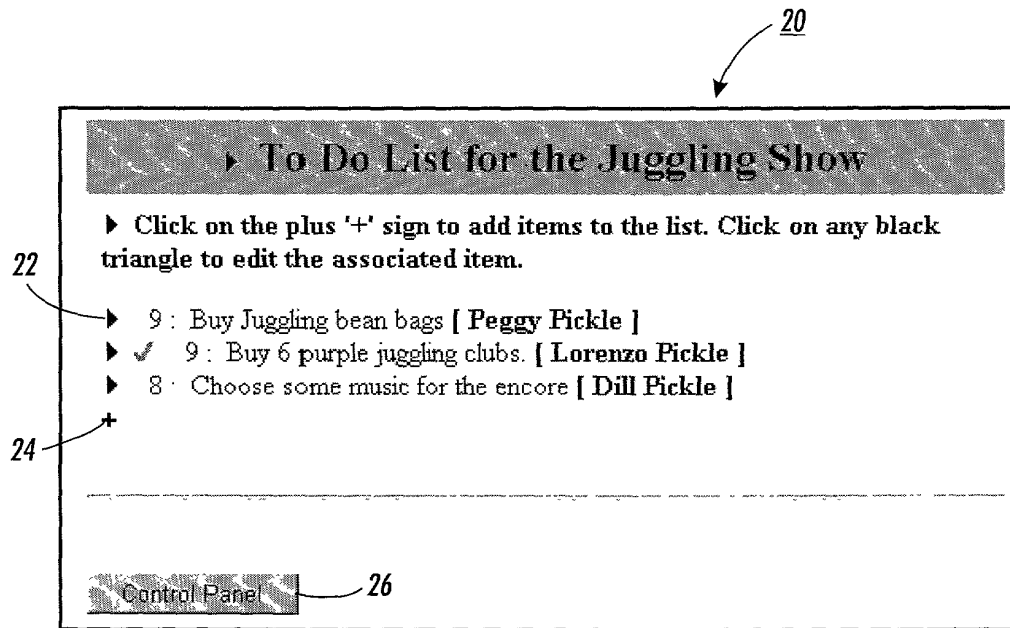 20
▶ To Do List for the Juggling Show
▶ Click on the plus '+' sign to add items to the list. Click on any black
triangle to edit the associated item.
22
▶ 9 : Buy Juggling bean bags [ Peggy Pickle ]
▶ ✓ 9 : Buy 6 purple juggling clubs. [ Lorenzo Pickle ]
▶ 8 : Choose some music for the encore [ Dill Pickle ]
+
24
Control Panel
26